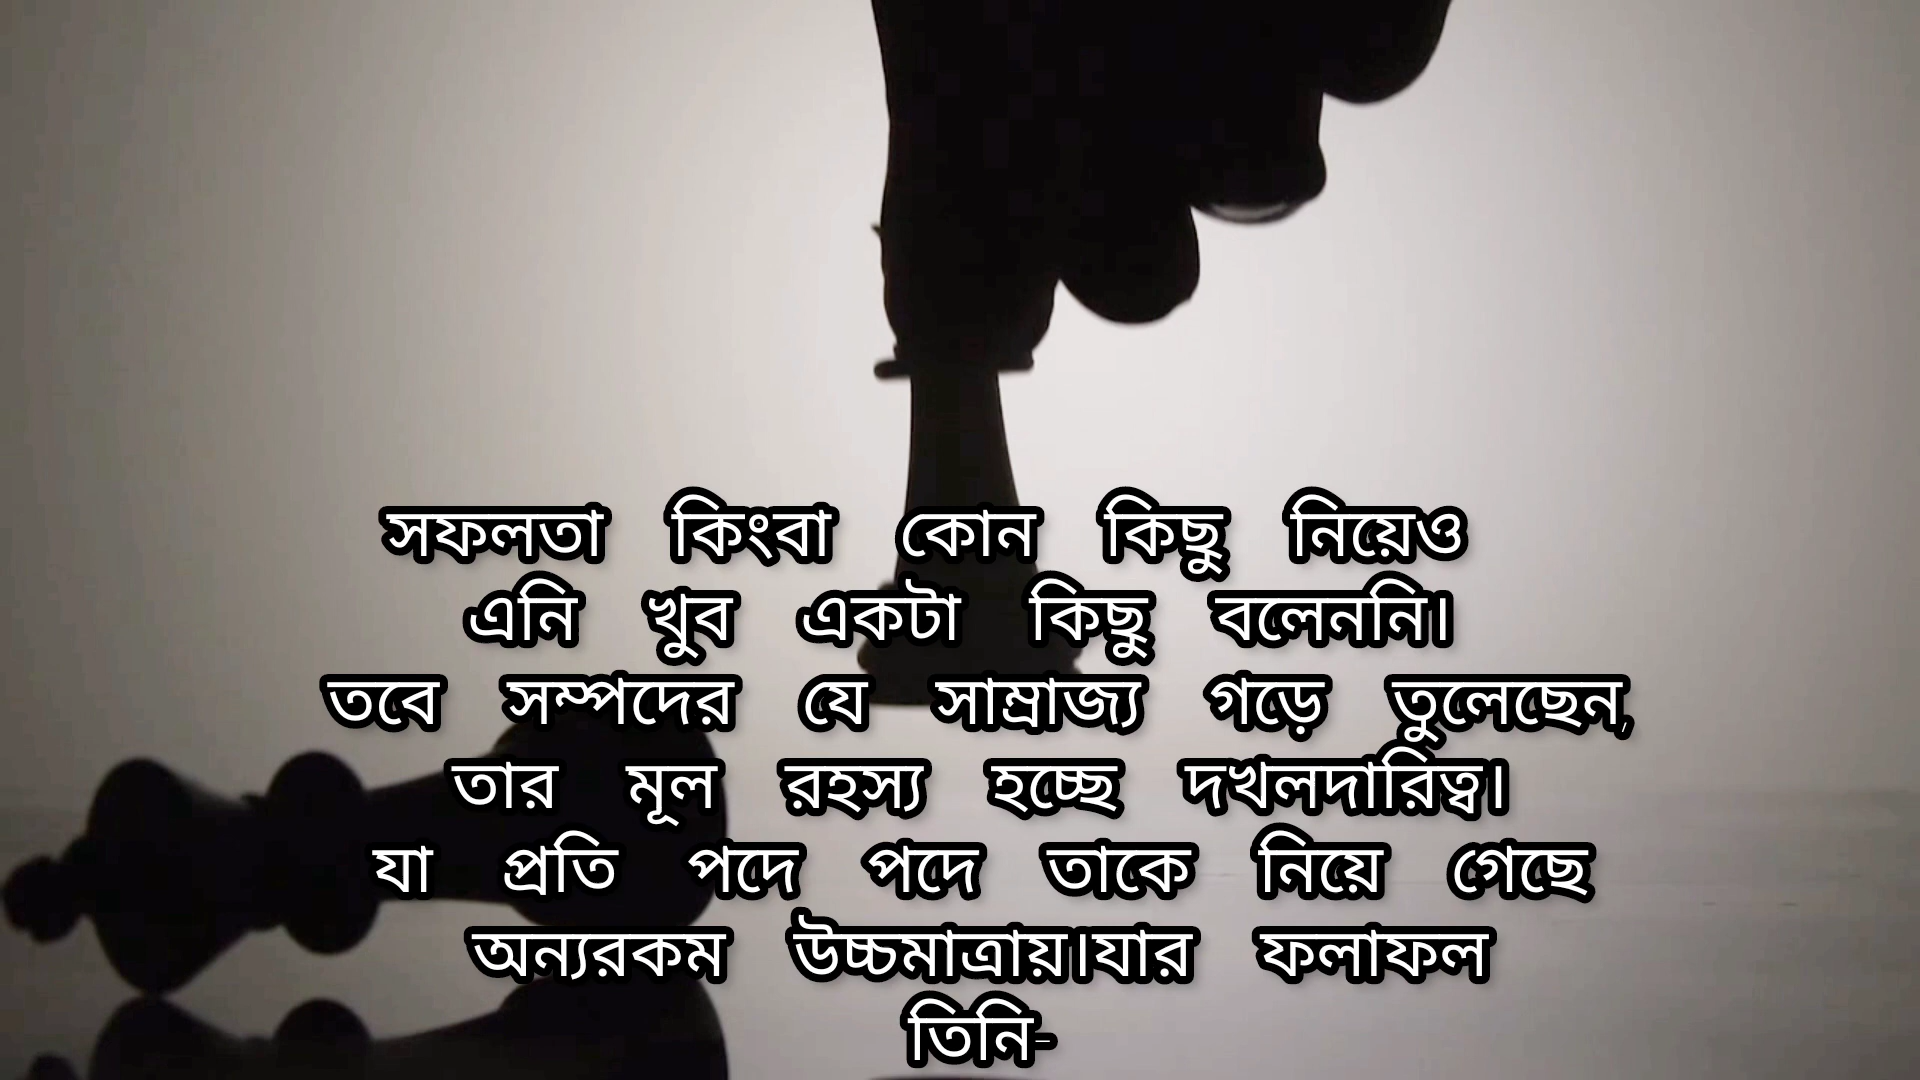 সফলতা কিংবা কোন কিছু নিয়েও
এনি খুব একটা কিছু বলেননি।
তবে সম্পদের যে সাম্রাজ্য গড়ে তুলেছেন,
তার মূল রহস্য হচ্ছে দখলদারিত্ব।
যা প্রতি পদে পদে তাকে নিয়ে গেছে
অন্যরকম উচ্চমাত্রায়।যার ফলাফল
তিনি-